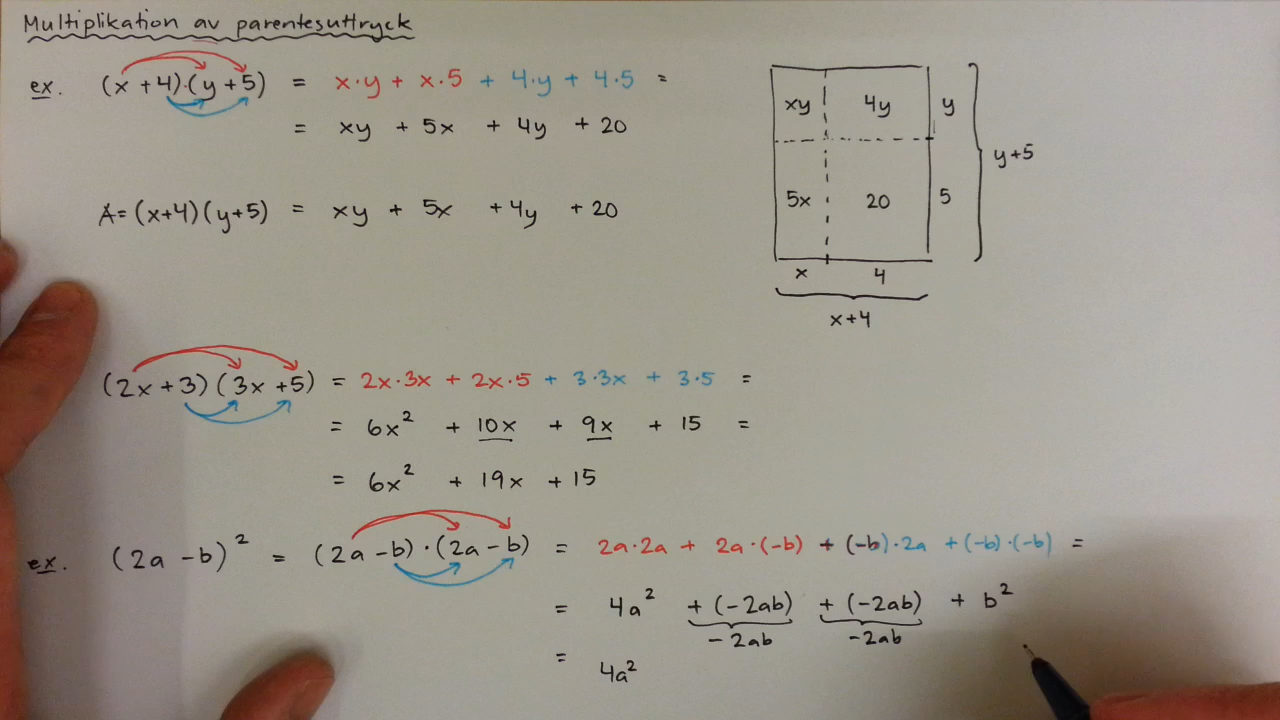 Multiplikation av parentesuttryck
ex. (x +4)·(y +5) = x·y + x·5 + 4·y + 4·5 =
= xy + 5x + 4y + 20
A=(x+4)(y+5) = xy + 5x +4y +20
xy 4y y
y+5
5x 20 5
x 4
x+4
(2x +3)(3x +5) = 2x·3x + 2x·5 + 3·3x + 3·5 =
= 6x² + 10x + 9x + 15 =
= 6x² + 19x +15
ex. (2a -b)² = (2a -b)·(2a -b) = 2a·2a + 2a·(-b) + (-b)·2a +(-b)·(-b) =
= 4a² + (-2ab) + (-2ab) + b²
-2ab -2ab
= 4a²